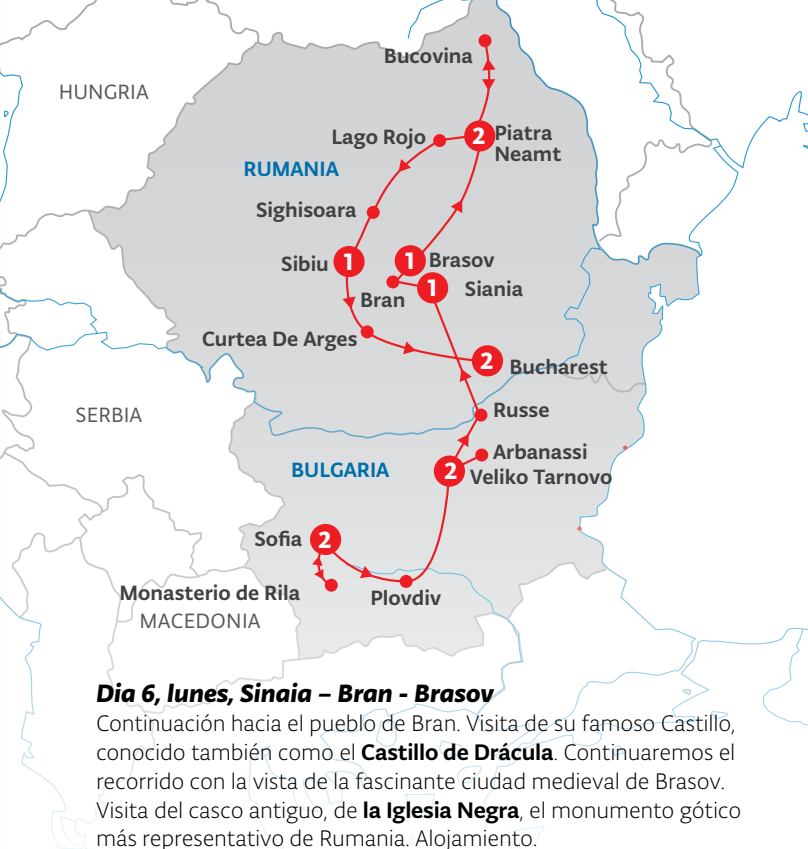 Bucovina
HUNGRIA
Lago Rojo
2
Piatra
Neamt
RUMANIA
Sighisoara
Sibiu
1
1
Brasov
Bran
1
Siania
Curtea De Arges
2
Bucharest
Russe
SERBIA
Arbanassi
BULGARIA
2
Veliko Tarnovo
Sofia
2
Monasterio de Rila
Plovdiv
MACEDONIA
Dia 6, lunes, Sinaia – Bran - Brasov
Continuación hacia el pueblo de Bran. Visita de su famoso Castillo,
conocido también como el Castillo de Drácula. Continuaremos el
recorrido con la vista de la fascinante ciudad medieval de Brasov.
Visita del casco antiguo, de la Iglesia Negra, el monumento gótico
más representativo de Rumania. Alojamiento.